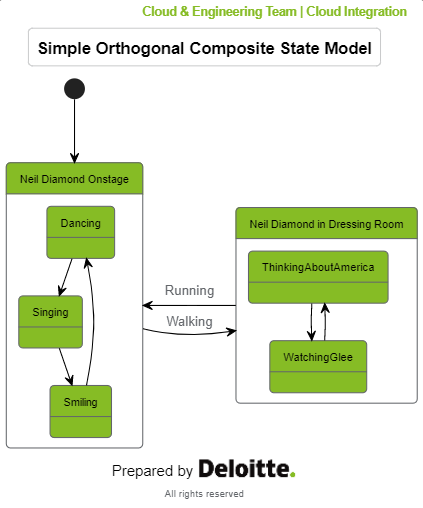 Cloud & Engineering Team | Cloud Integration
Simple Orthogonal Composite State Model
Neil Diamond Onstage
Dancing
Singing
Smiling
Running
Walking
Neil Diamond in Dressing Room
ThinkingAboutAmerica
WatchingGlee
Prepared by Deloitte.
All rights reserved